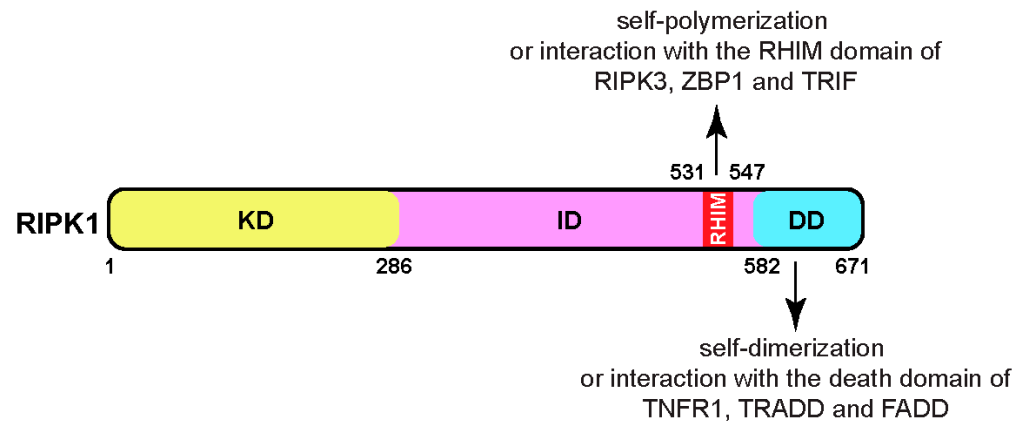 self-polymerization
or interaction with the RHIM domain of
RIPK3, ZBP1 and TRIF
531 547
RIPK1 KD ID RHIM DD
1 286 582 671
self-dimerization
or interaction with the death domain of
TNFR1, TRADD and FADD